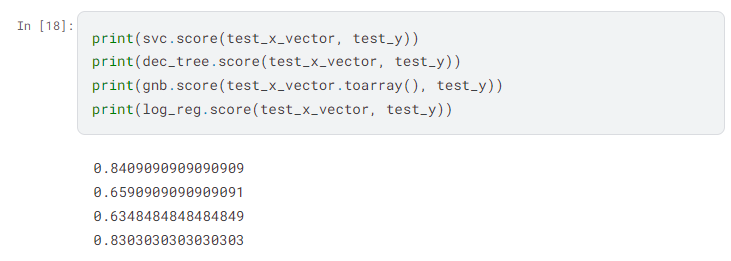 In [18]:
print(svc.score(test_x_vector, test_y))
print(dec_tree.score(test_x_vector, test_y))
print(gnb.score(test_x_vector.toarray(), test_y))
print(log_reg.score(test_x_vector, test_y))
0.8409090909090909
0.6590909090909091
0.6348484848484849
0.8303030303030303